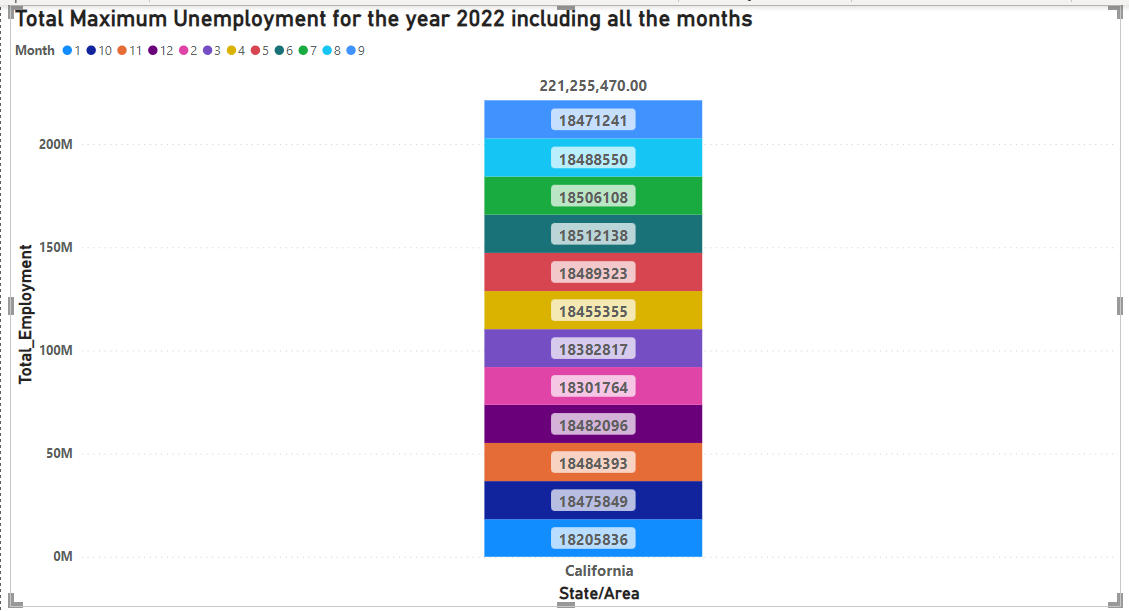 Total Maximum Unemployment for the year 2022 including all the months
Month 1 10 11 12 2 3 4 5 6 7 8 9
221,255,470.00
18471241
200M
18488550
18506108
18512138
150M
18489323
18455355
Total_Employment
100M
18382817
18301764
18482096
50M
18484393
18475849
18205836
0M
California
State/Area